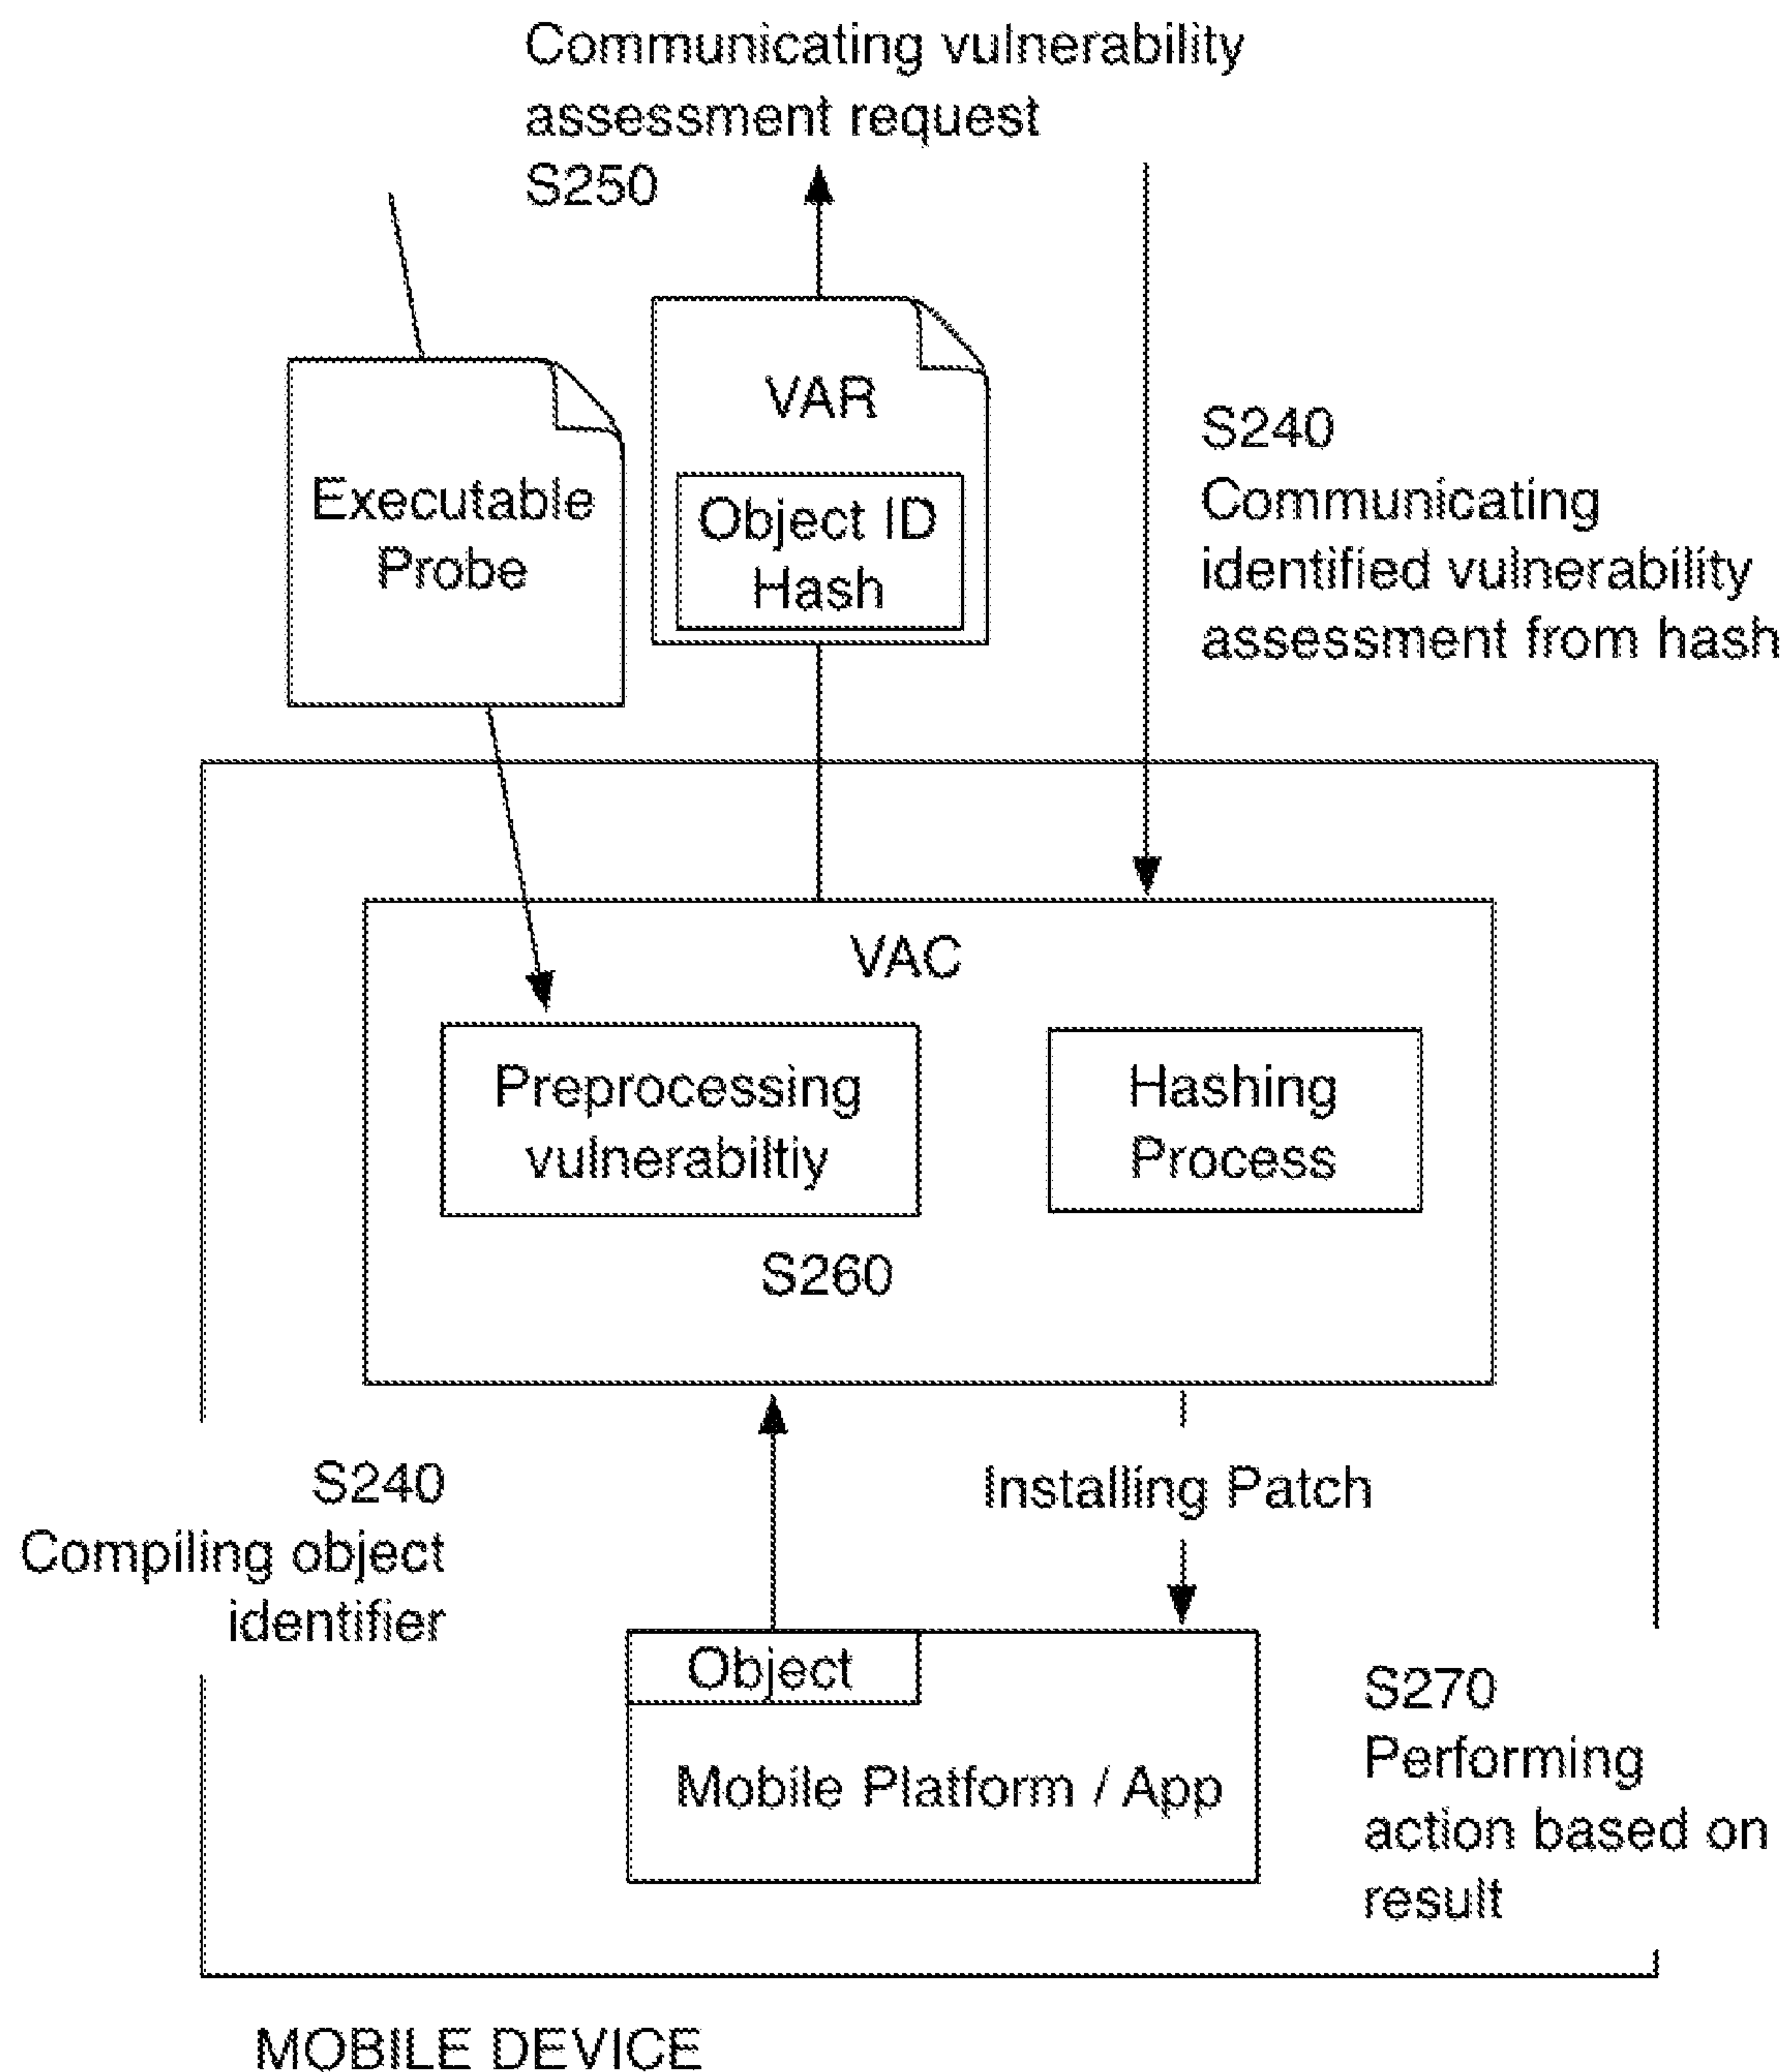 Communicating vulnerability
assessment request
S250
VAR
Object ID
Hash
Executable
Probe
S240
Communicating
identified vulnerability
assessment from hash
VAC
Preprocessing
vulnerabiltiy
Hashing
Process
S260
S240
Compiling object
identifier
Installing Patch
Object
Mobile Platform / App
S270
Performing
action based on
result
MOBILE DEVICE